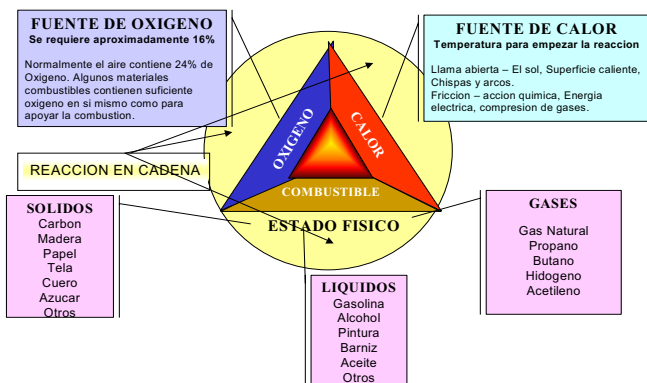 FUENTE DE OXIGENO
Se requiere aproximadamente 16%
Normalmente el aire contiene 24% de
Oxigeno. Algunos materiales
combustibles contienen suficiente
oxigeno en si mismo como para
apoyar la combustion.
FUENTE DE CALOR
Temperatura para empezar la reaccion
Llama abierta – El sol, Superficie caliente,
Chispas y arcos.
Friccion – accion quimica, Energia
electrica, compresion de gases.
OXIGENO
CALOR
COMBUSTIBLE
REACCION EN CADENA
ESTADO FISICO
SOLIDOS
Carbon
Madera
Papel
Tela
Cuero
Azucar
Otros
LIQUIDOS
Gasolina
Alcohol
Pintura
Barniz
Aceite
Otros
GASES
Gas Natural
Propano
Butano
Hidogeno
Acetileno